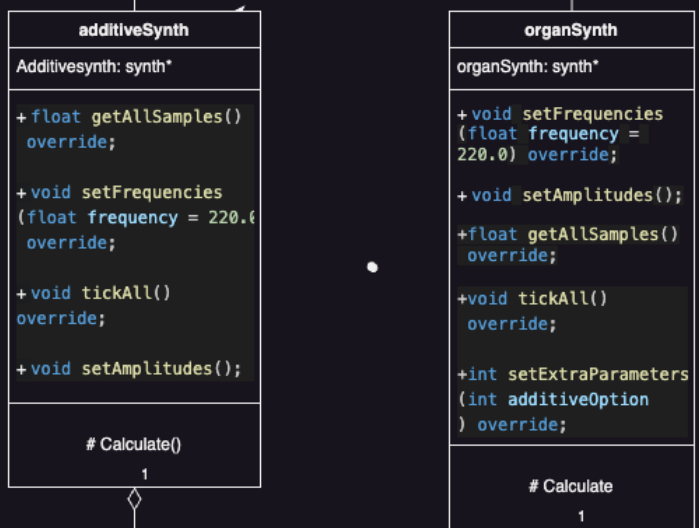 additiveSynth
Additivesynth: synth*
+ float getAllSamples()
override;
+ void setFrequencies
(float frequency = 220.0
override;
+ void tickAll()
override;
+ void setAmplitudes();
# Calculate()
1
organSynth
organSynth: synth*
+ void setFrequencies
(float frequency =
220.0) override;
+ void setAmplitudes();
+float getAllSamples()
override;
+void tickAll()
override;
+int setExtraParameters
(int additiveOption
) override;
# Calculate
1